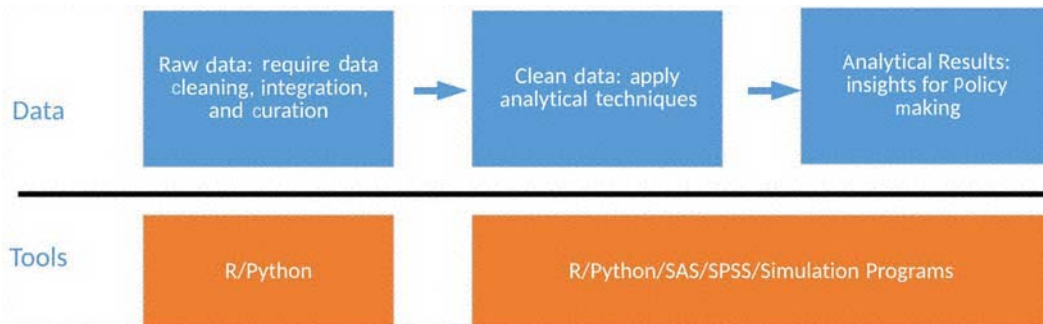 Data
Raw data: require data
cleaning, integration,
and curation
Clean data: apply
analytical techniques
Analytical Results:
insights for Policy
making
Tools
R/Python
R/Python/SAS/SPSS/Simulation Programs